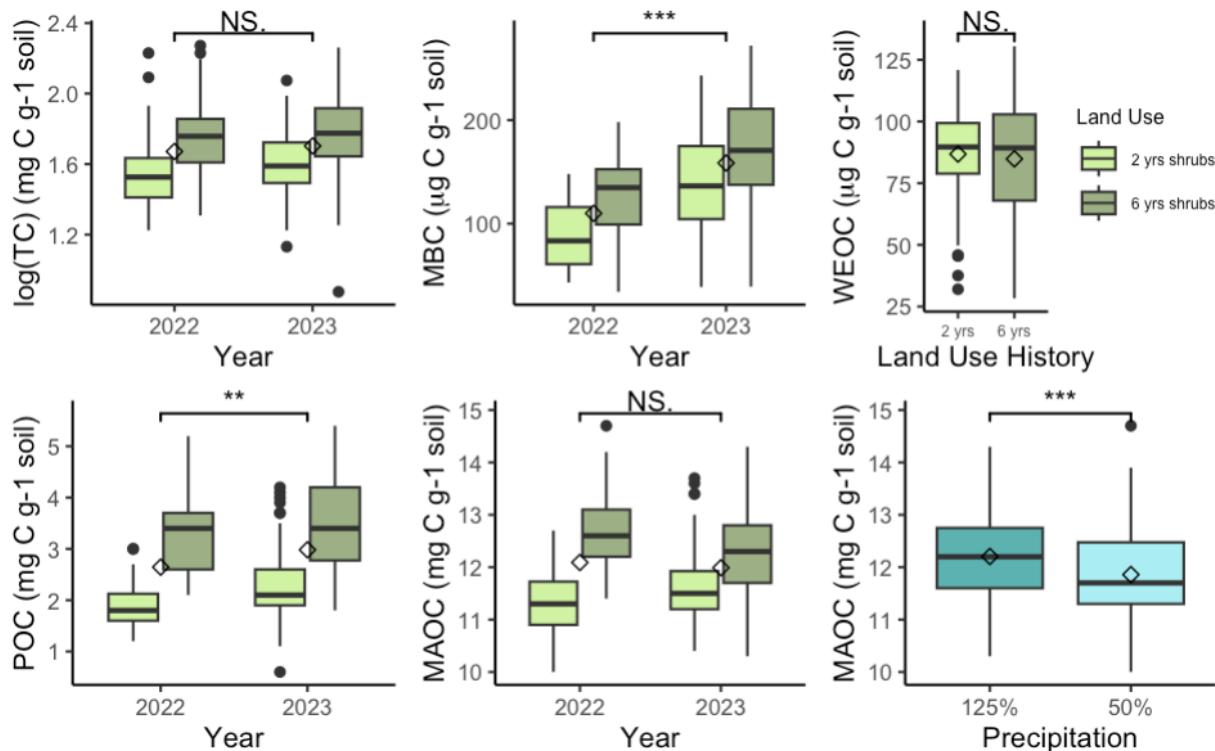 log(TC) (mg C g-1 soil)
2.4
2.0
1.6
1.2
NS.
2022
2023
Year
MBC (µg C g-1 soil)
200
100
***
2022
2023
Year
WEOC (µg C g-1 soil)
125
100
75
50
25
NS.
2 yrs
6 yrs
Land Use History
Land Use
2 yrs shrubs
6 yrs shrubs
POC (mg C g-1 soil)
5
4
3
2
1
**
2022
2023
Year
MAOC (mg C g-1 soil)
15
14
13
12
11
10
NS.
2022
2023
Year
MAOC (mg C g-1 soil)
15
14
13
12
11
10
***
125%
50%
Precipitation